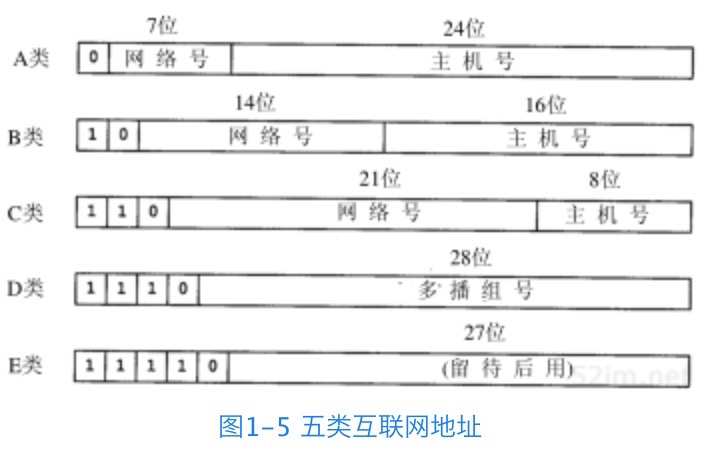 7位 24位
A类 0 网络号 主机号
14位 16位
B类 1 0 网络号 主机号
21位 8位
C类 1 1 0 网络号 主机号
28位
D类 1 1 1 0 多播组号
27位
E类 1 1 1 1 0 (留待后用)
52im.net
图1-5 五类互联网地址